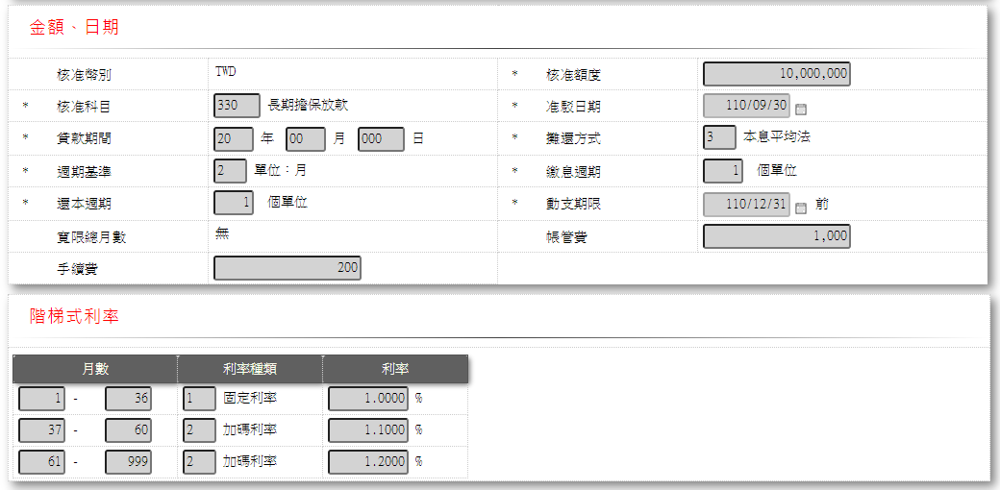 金額、日期
核准幣別 TWD * 核准額度 10,000,000
* 核准科目 330 長期擔保放款 * 准駁日期 110/09/30
* 貸款期間 20 年 00 月 000 日 * 攤還方式 3 本息平均法
* 週期基準 2 單位：月 * 繳息週期 1 個單位
* 還本週期 1 個單位 * 動支期限 110/12/31 前
寬限總月數 無 帳管費 1,000
手續費 200
階梯式利率
月數 利率種類 利率
1 - 36 1 固定利率 1.0000 %
37 - 60 2 加碼利率 1.1000 %
61 - 999 2 加碼利率 1.2000 %